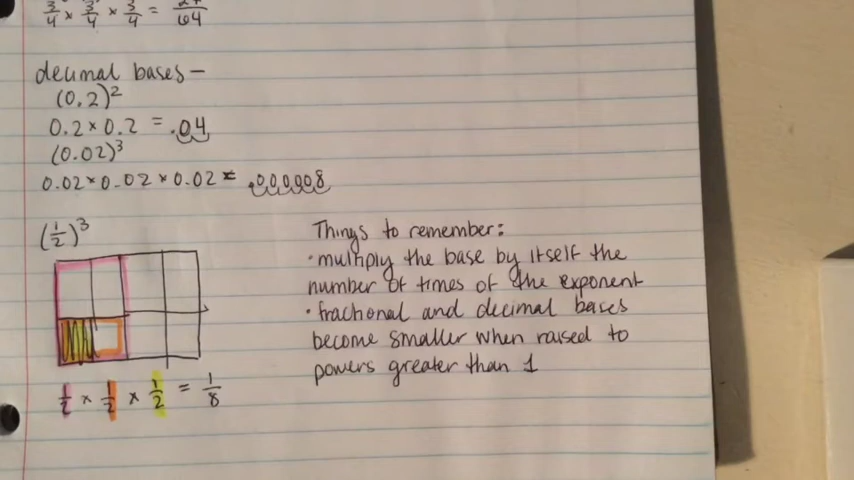 3/4 × 3/4 × 3/4 = 27/64
decimal bases—
(0.2)²
0.2 × 0.2 = .04
(0.02)³
0.02 × 0.02 × 0.02 = .000008
(1/2)³
1/2 × 1/2 × 1/2 = 1/8
Things to remember:
• multiply the base by itself the
number of times of the exponent
• fractional and decimal bases
become smaller when raised to
powers greater than 1